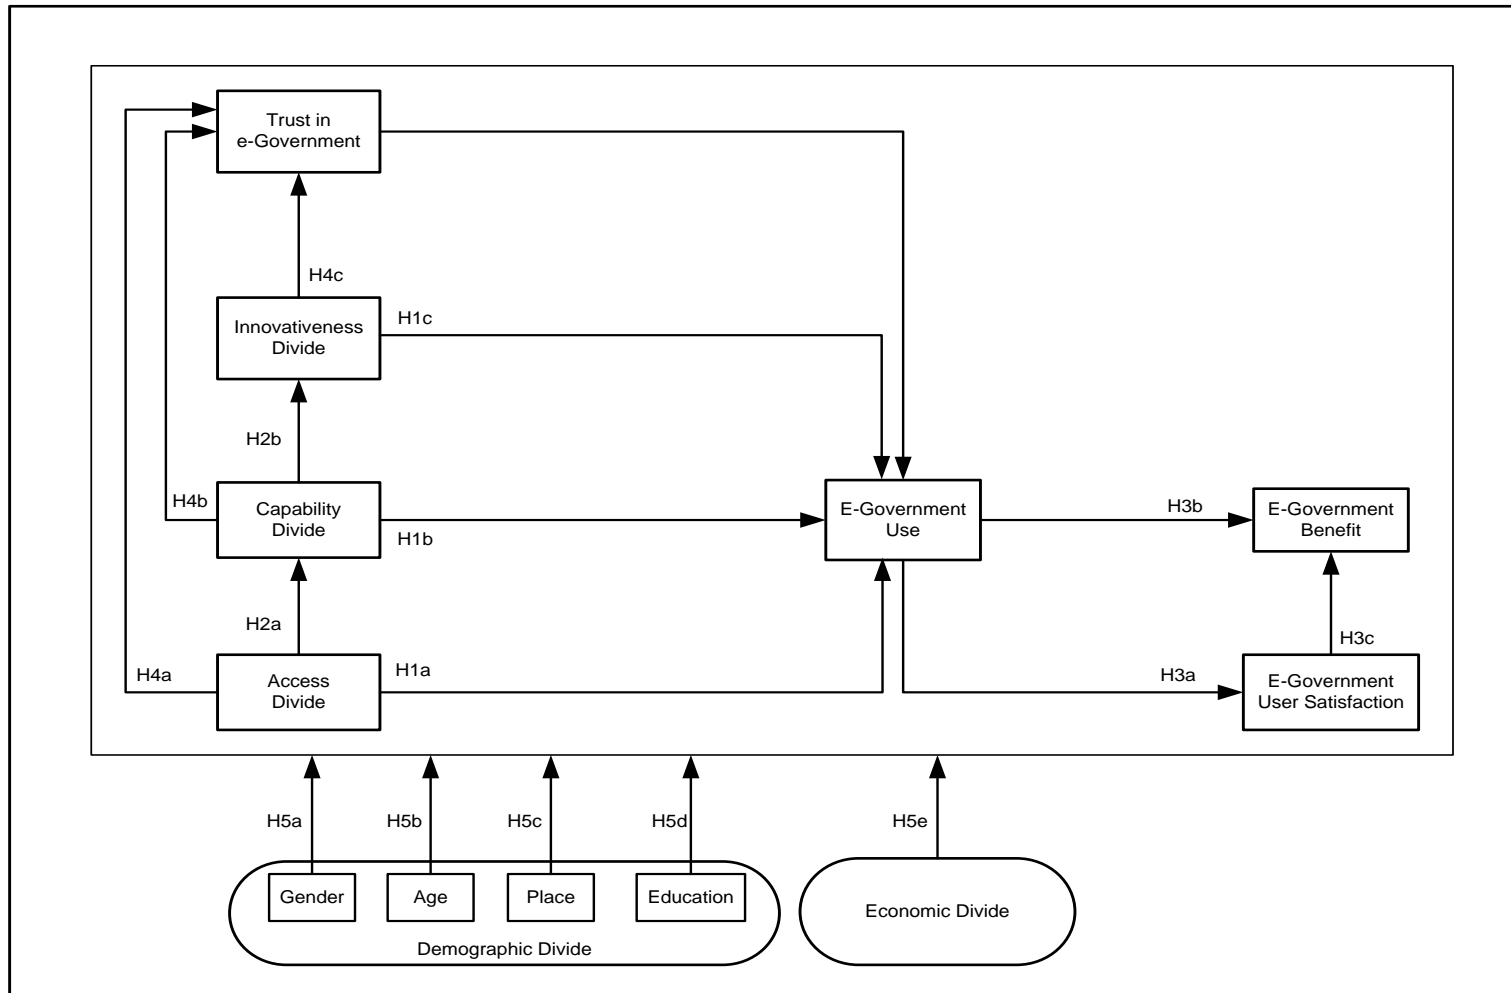 Trust in
e-Government
H4c
Innovativeness
Divide
H1c
H2b
H4b
Capability
Divide
H1b
E-Government
Use
H3b
E-Government
Benefit
H2a
H4a
Access
Divide
H1a
H3a
H3c
E-Government
User Satisfaction
H5a
H5b
H5c
H5d
H5e
Gender
Age
Place
Education
Demographic Divide
Economic Divide